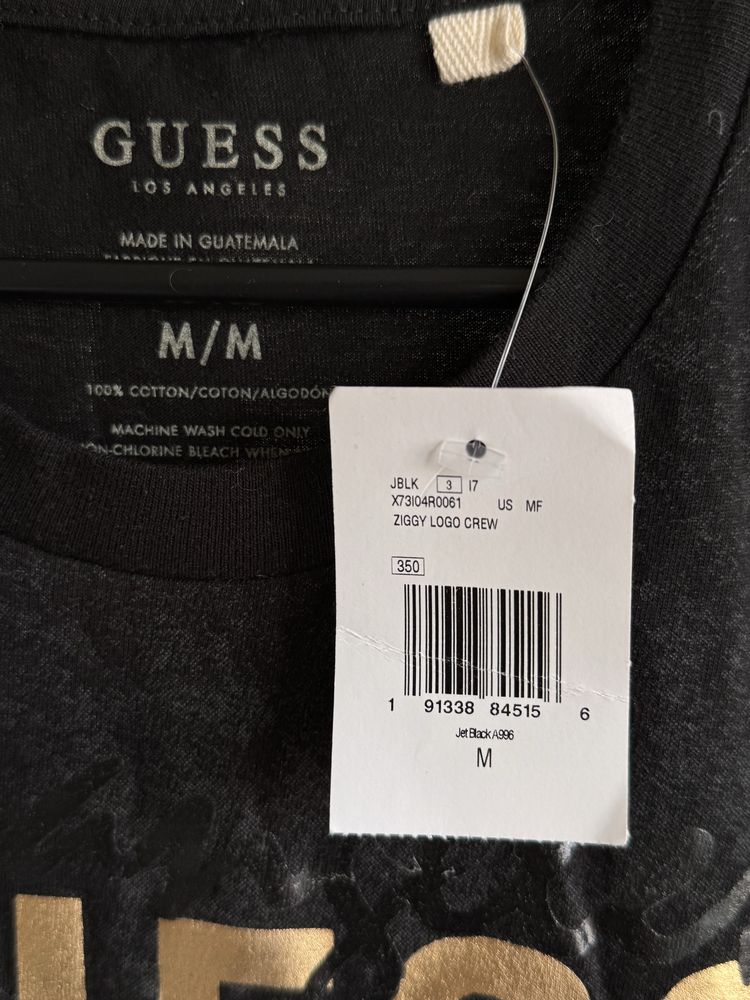 GUESS
LOS ANGELES
MADE IN GUATEMALA
M/M
100% COTTON/COTON/ALGODÓN
MACHINE WASH COLD ONLY
BLEACH
JBLK 3 I7
X73I04R0061 US MF
ZIGGY LOGO CREW
350
1 91338 84515 6
Jet Black A996
M